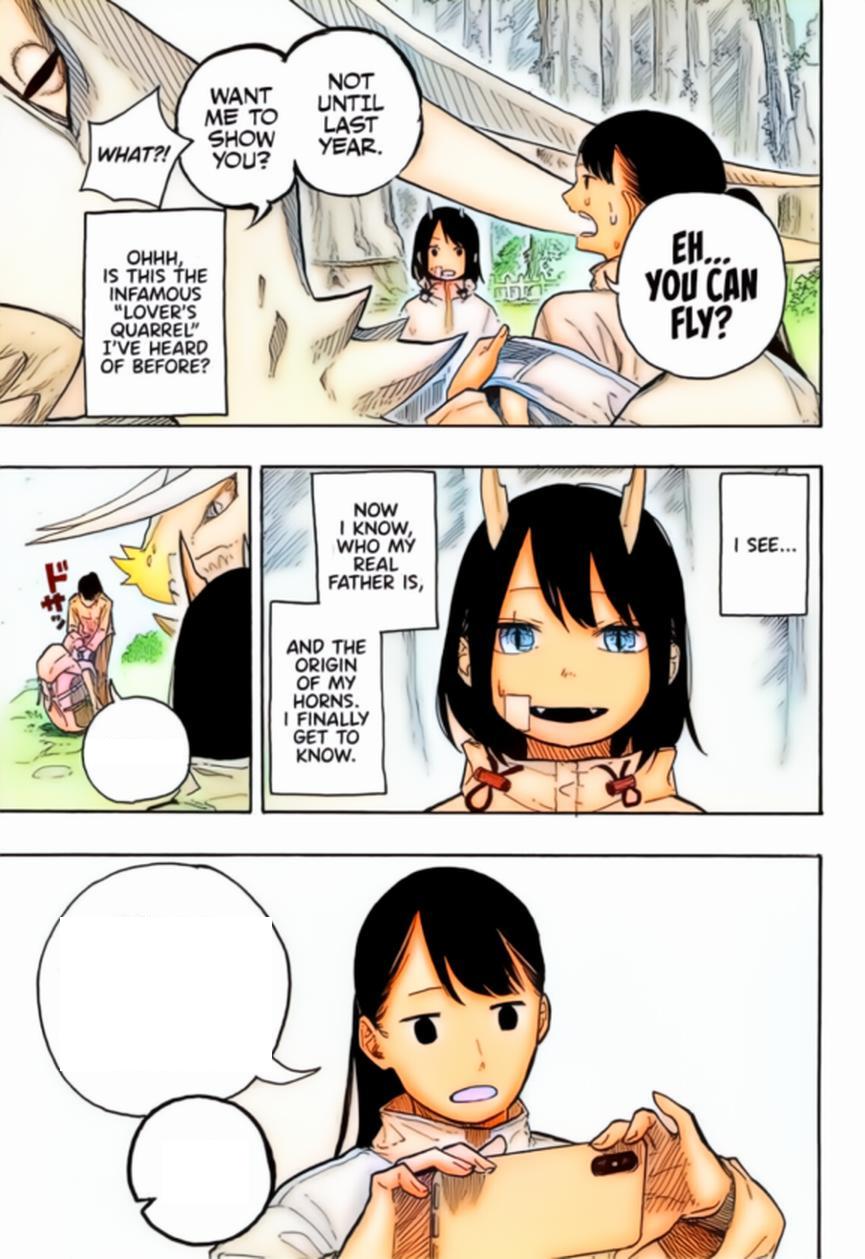 EH...
YOU CAN
FLY?
NOT
UNTIL
LAST
YEAR.
WANT
ME TO
SHOW
YOU?
WHAT?!
OHHH,
IS THIS THE
INFAMOUS
“LOVER'S
QUARREL”
I'VE HEARD
OF BEFORE?
I SEE...
NOW
I KNOW,
WHO MY
REAL
FATHER IS,
AND THE
ORIGIN
OF MY
HORNS.
I FINALLY
GET TO
KNOW.
ドサッ